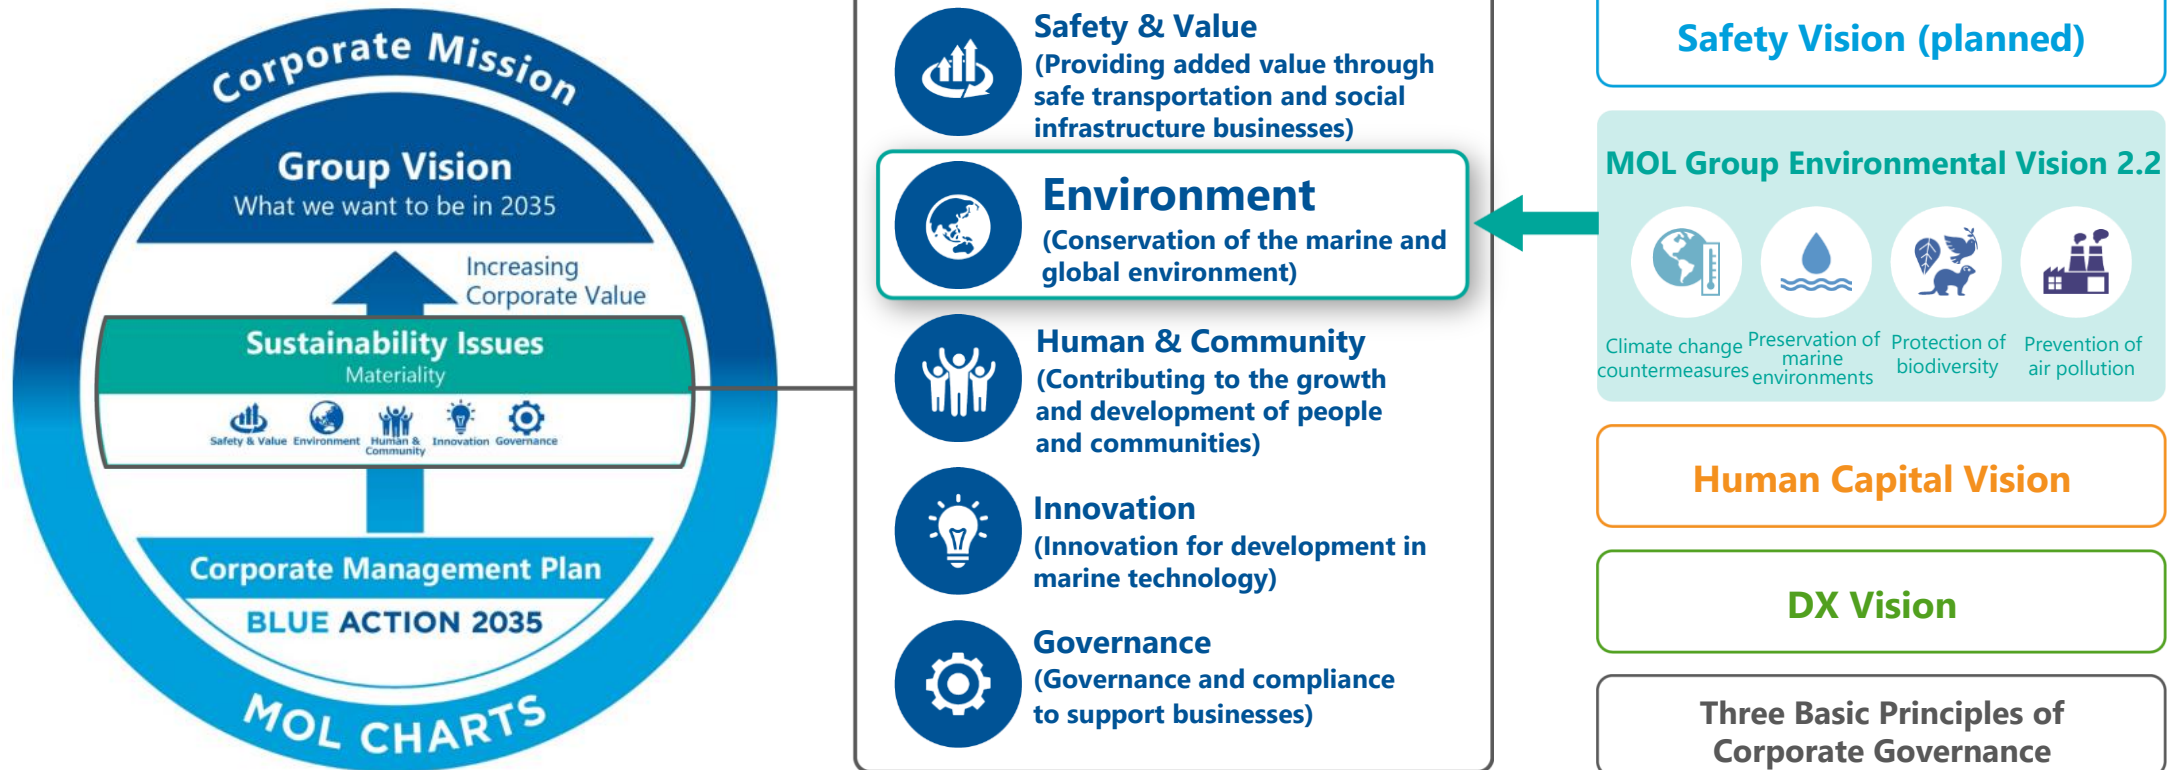 Corporate Mission
Group Vision
What we want to be in 2035
Increasing
Corporate Value
Sustainability Issues
Materiality
Safety & Value
Environment
Human &
Community
Innovation
Governance
Corporate Management Plan
BLUE ACTION 2035
MOL CHARTS
Safety & Value
(Providing added value through
safe transportation and social
infrastructure businesses)
Environment
(Conservation of the marine and
global environment)
Human & Community
(Contributing to the growth
and development of people
and communities)
Innovation
(Innovation for development in
marine technology)
Governance
(Governance and compliance
to support businesses)
Safety Vision (planned)
MOL Group Environmental Vision 2.2
Climate change
countermeasures
Preservation of
marine
environments
Protection of
biodiversity
Prevention of
air pollution
Human Capital Vision
DX Vision
Three Basic Principles of
Corporate Governance